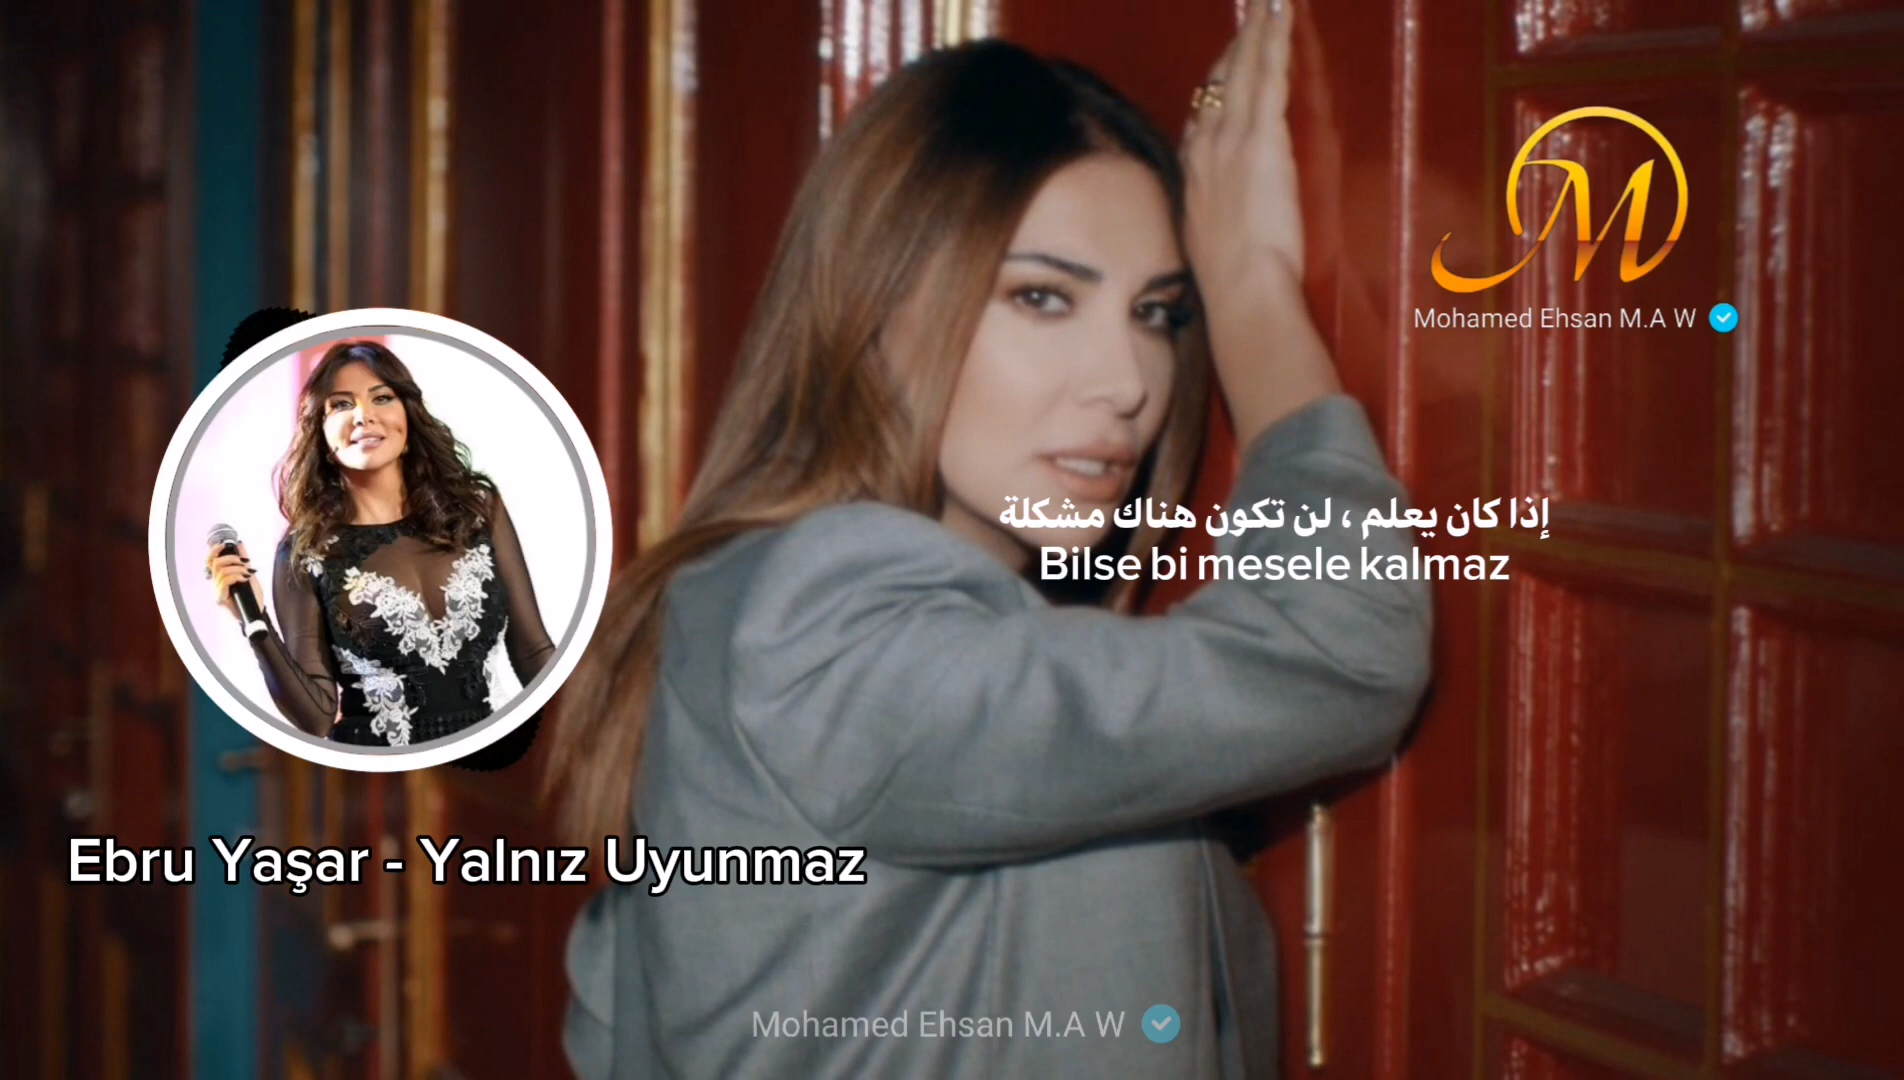 M
Mohamed Ehsan M.A W
إذا كان يعلم ، لن تكون هناك مشكلة
Bilse bi mesele kalmaz
Ebru Yaşar - Yalnız Uyunmaz
Mohamed Ehsan M.A W